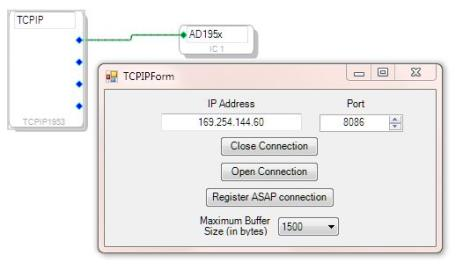 TCPIP
AD195x
IC 1
TCPIP1953
TCPIPForm
IP Address Port
169.254.144.60 8086
Close Connection
Open Connection
Register ASAP connection
Maximum Buffer
Size (in bytes) 1500